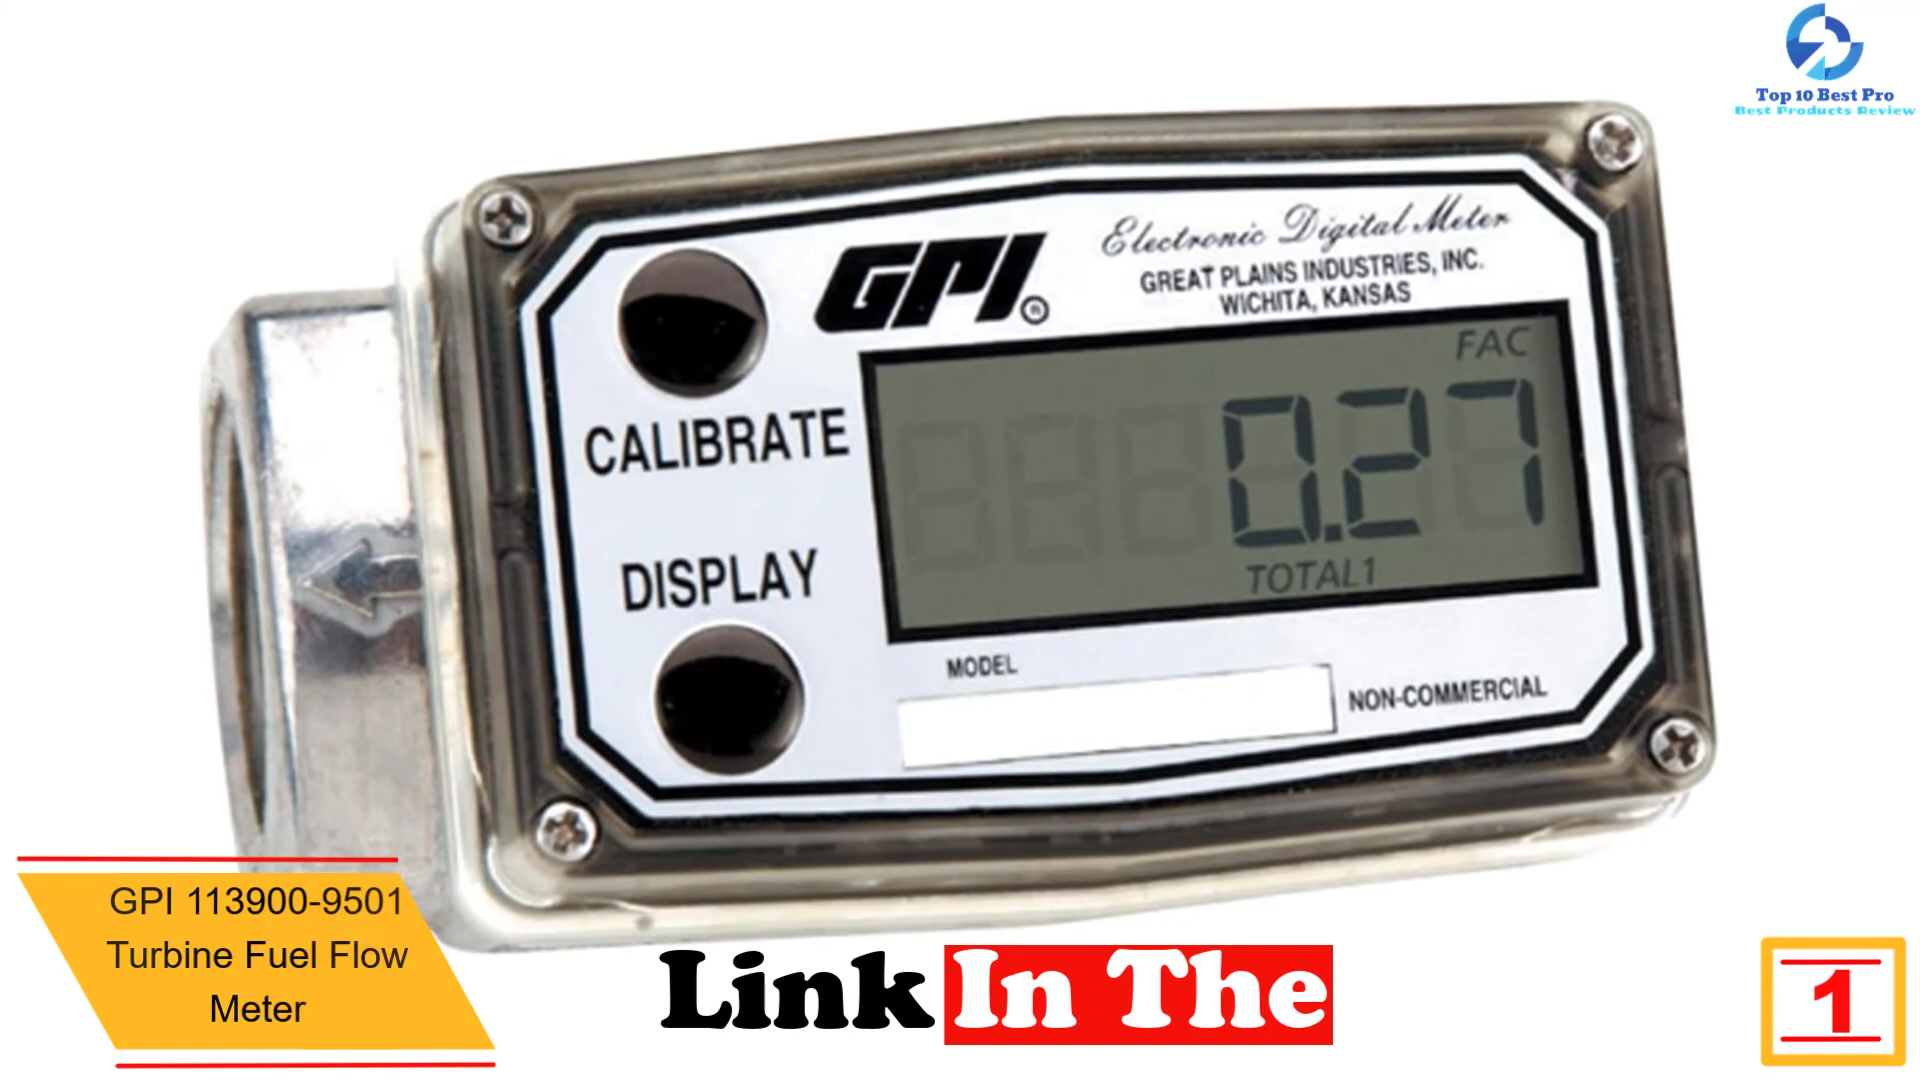 Top 10 Best Pro
Best Products Review
Electronic Digital Meter
GPI®
GREAT PLAINS INDUSTRIES, INC.
WICHITA, KANSAS
FAC
0.27
TOTAL1
CALIBRATE
DISPLAY
MODEL
NON-COMMERCIAL
GPI 113900-9501
Turbine Fuel Flow
Meter
Link In The
1